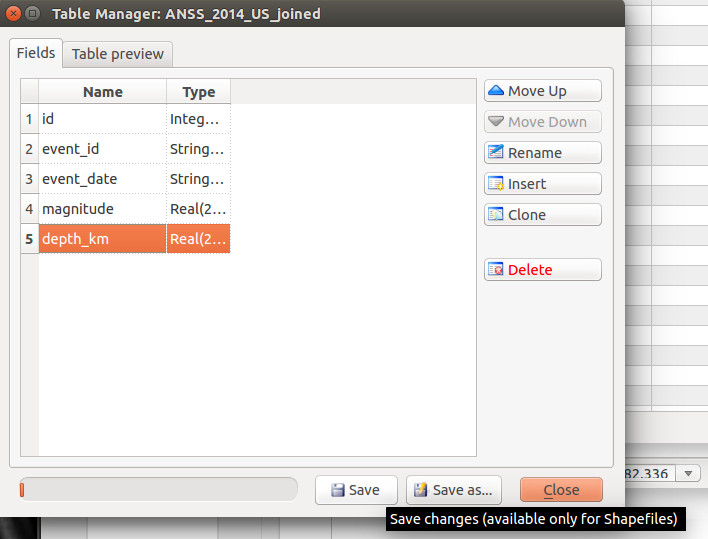 Table Manager: ANSS_2014_US_joined
Fields
Table preview
Name Type
1 id Integ...
2 event_id String...
3 event_date String...
4 magnitude Real(2...
5 depth_km Real(2...
Move Up
Move Down
Rename
Insert
Clone
Delete
82.336
Save
Save as...
Close
Save changes (available only for Shapefiles)